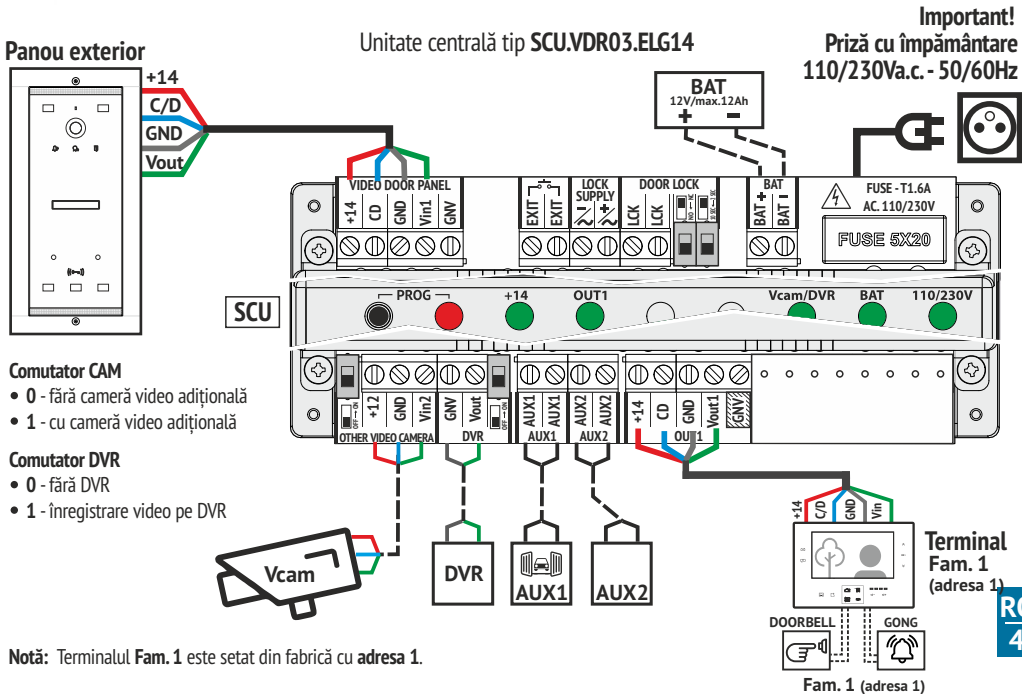 Panou exterior
Unitate centrală tip SCU.VDR03.ELG14
Important!
Priză cu împământare
110/230Va.c. - 50/60Hz
+14
C/D
GND
Vout
BAT
12V/max.12Ah
+ −
VIDEO DOOR PANEL
+14 CD GND Vin1 GNV
EXIT EXIT
LOCK SUPPLY
− +
DOOR LOCK
LCK LCK
BAT
BAT + BAT -
FUSE - T1.6A
AC. 110/230V
FUSE 5X20
SCU
PROG +14 OUT1 Vcam/DVR BAT 110/230V
OFF ON
+12 GND Vin2
OTHER VIDEO CAMERA
GNV Vout
DVR
OFF ON
AUX1 AUX1
AUX1
AUX2 AUX2
AUX2
+14 CD GND Vout1 GNV
OUT1
Comutator CAM
• 0 - fără cameră video adițională
• 1 - cu cameră video adițională
Comutator DVR
• 0 - fără DVR
• 1 - înregistrare video pe DVR
Vcam
DVR
AUX1
AUX2
+14 C/D GND Vin
Terminal
Fam. 1
(adresa 1)
RO
4
DOORBELL
GONG
Fam. 1 (adresa 1)
Notă: Terminalul Fam. 1 este setat din fabrică cu adresa 1.